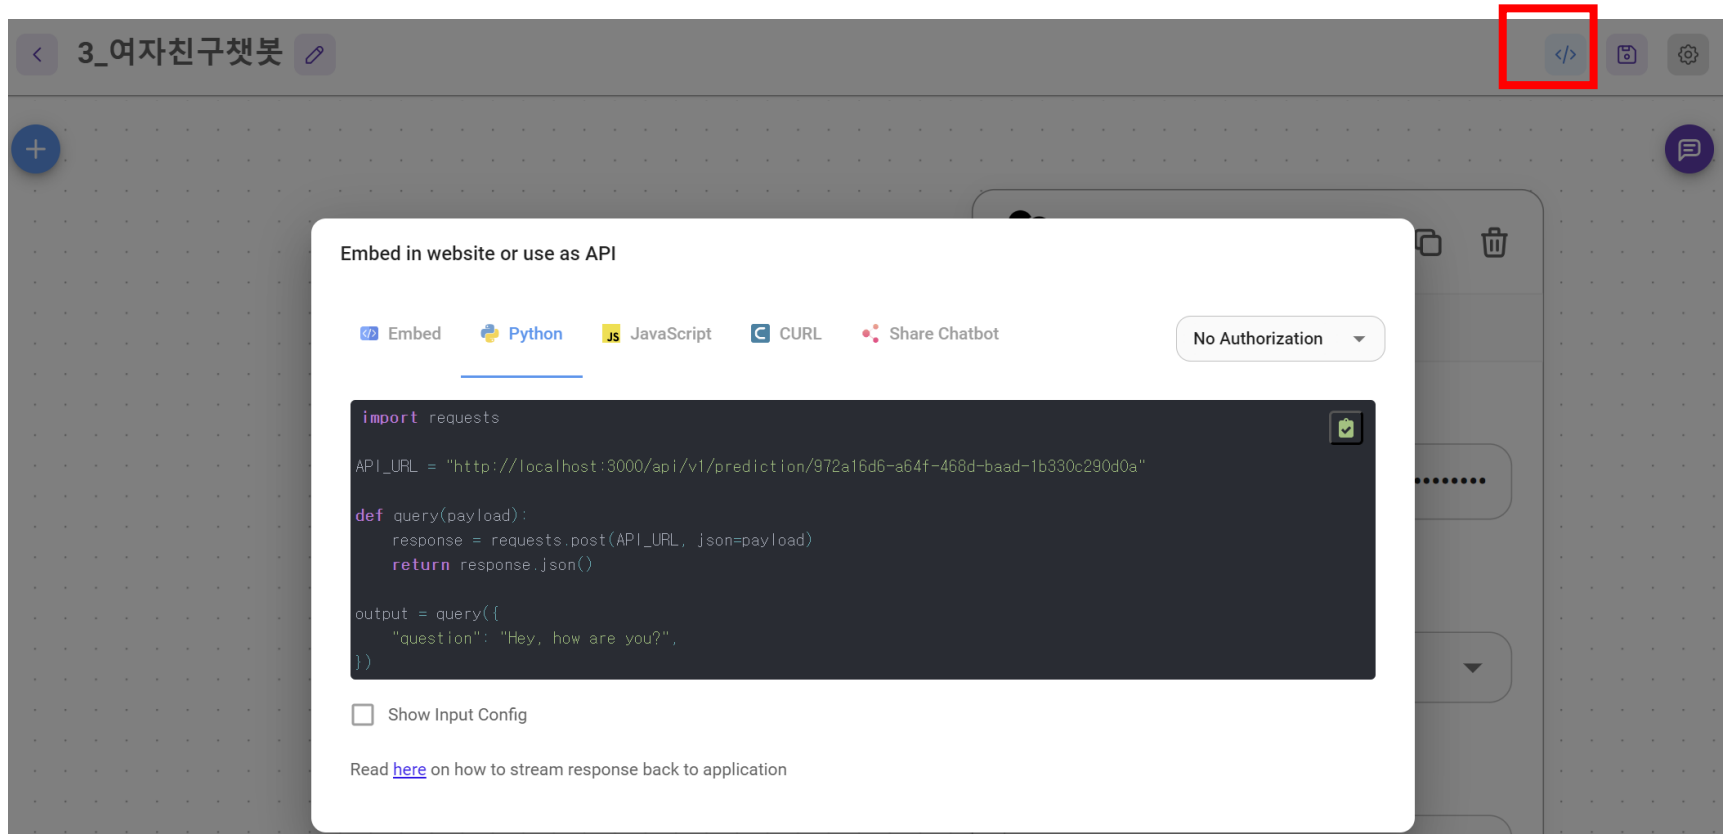 3_여자친구챗봇
Embed in website or use as API
Embed
Python
JavaScript
CURL
Share Chatbot
No Authorization
import requests
API_URL = "http://localhost:3000/api/v1/prediction/972a16d6-a64f-468d-baad-1b330c290d0a"
def query(payload):
    response = requests.post(API_URL, json=payload)
    return response.json()
output = query({
    "question": "Hey, how are you?",
})
Show Input Config
Read here on how to stream response back to application